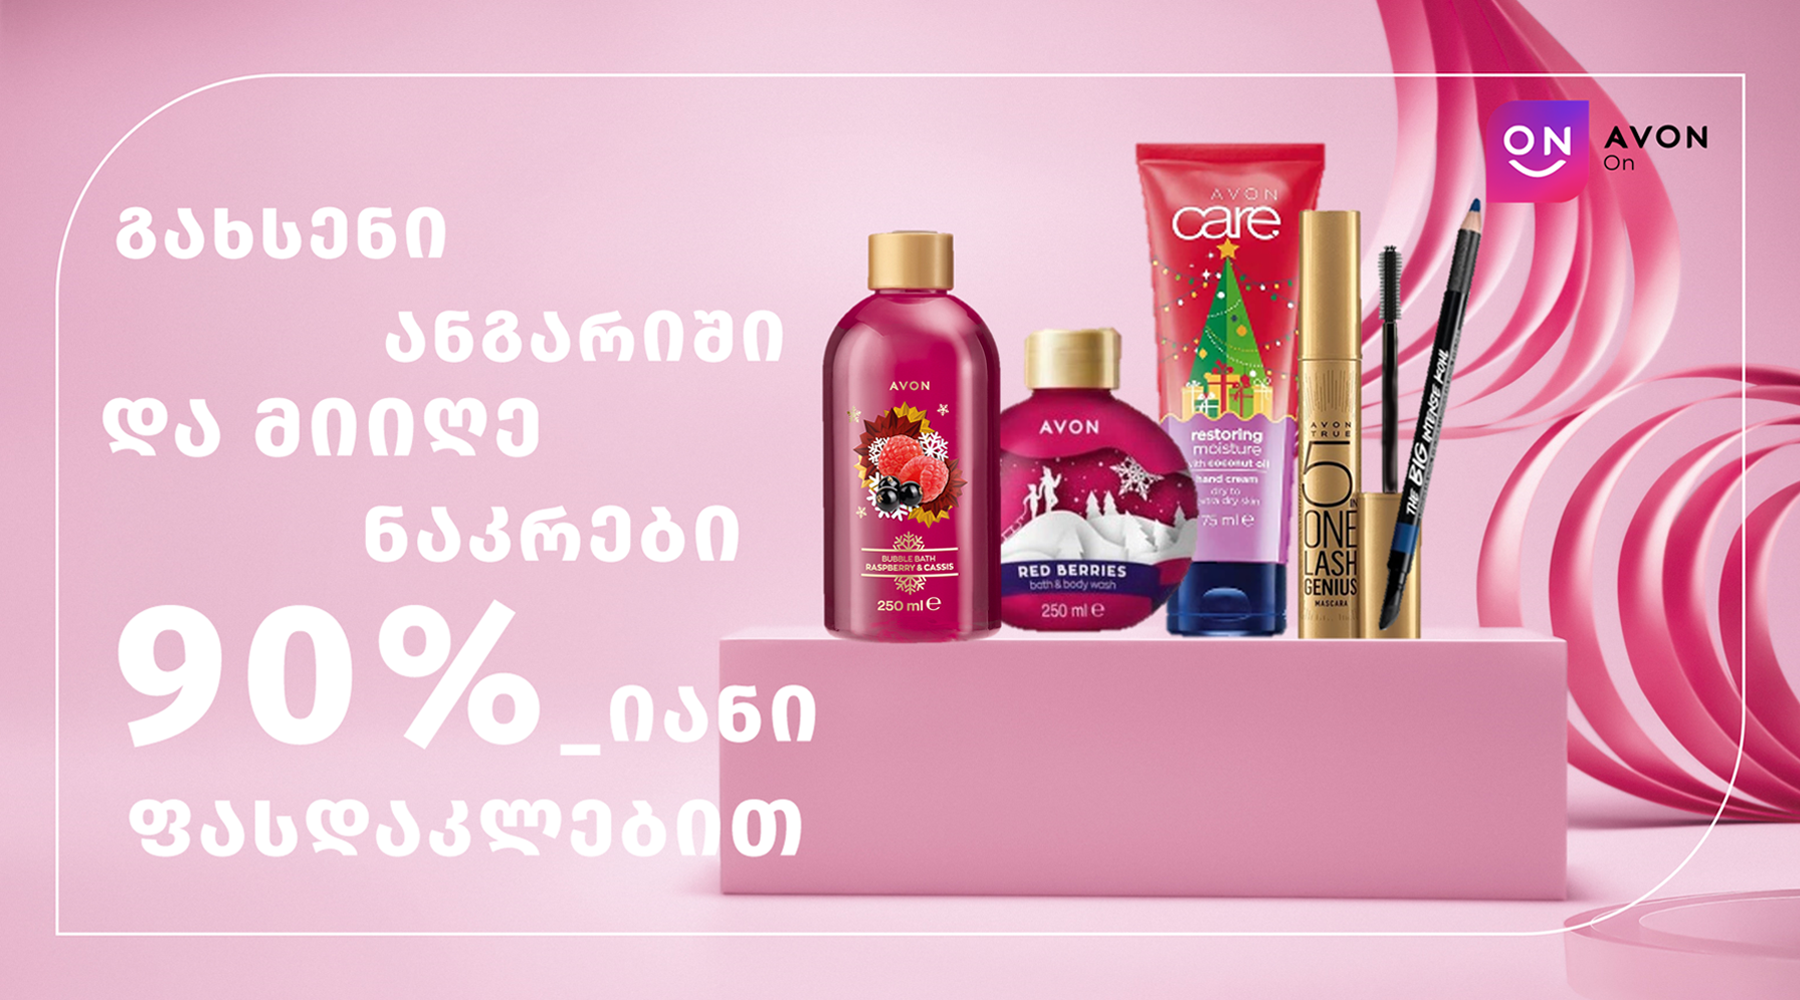 გახსენი
ანგარიში
და მიიღე
ნაკრები
90%_იანი
ფასდაკლებით
ON
AVON
On
AVON
BUBBLE BATH
RASPBERRY & CASSIS
250 ml e
AVON
RED BERRIES
bath & body wash
250 ml e
AVON
care
restoring
moisture
with coconut oil
hand cream
dry to
extra dry skin
75 ml e
AVON
TRUE
5 IN
ONE
LASH
GENIUS
MASCARA
THE BIG INTENSE KOHL